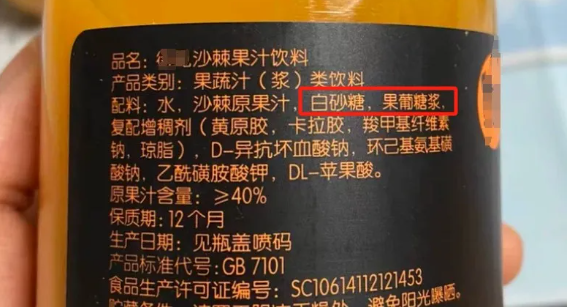 品名: 沙棘果汁饮料
产品类别: 果蔬汁（浆）类饮料
配料: 水, 沙棘原果汁, 白砂糖, 果葡糖浆,
复配增稠剂（黄原胶, 卡拉胶, 羧甲基纤维素
钠, 琼脂）, D-异抗坏血酸钠, 环己基氨基磺
酸钠, 乙酰磺胺酸钾, DL-苹果酸。
原果汁含量: ≥40%
保质期: 12个月
生产日期: 见瓶盖喷码
产品标准代号: GB 7101
食品生产许可证编号: SC10614112121453
避免阳光曝晒。